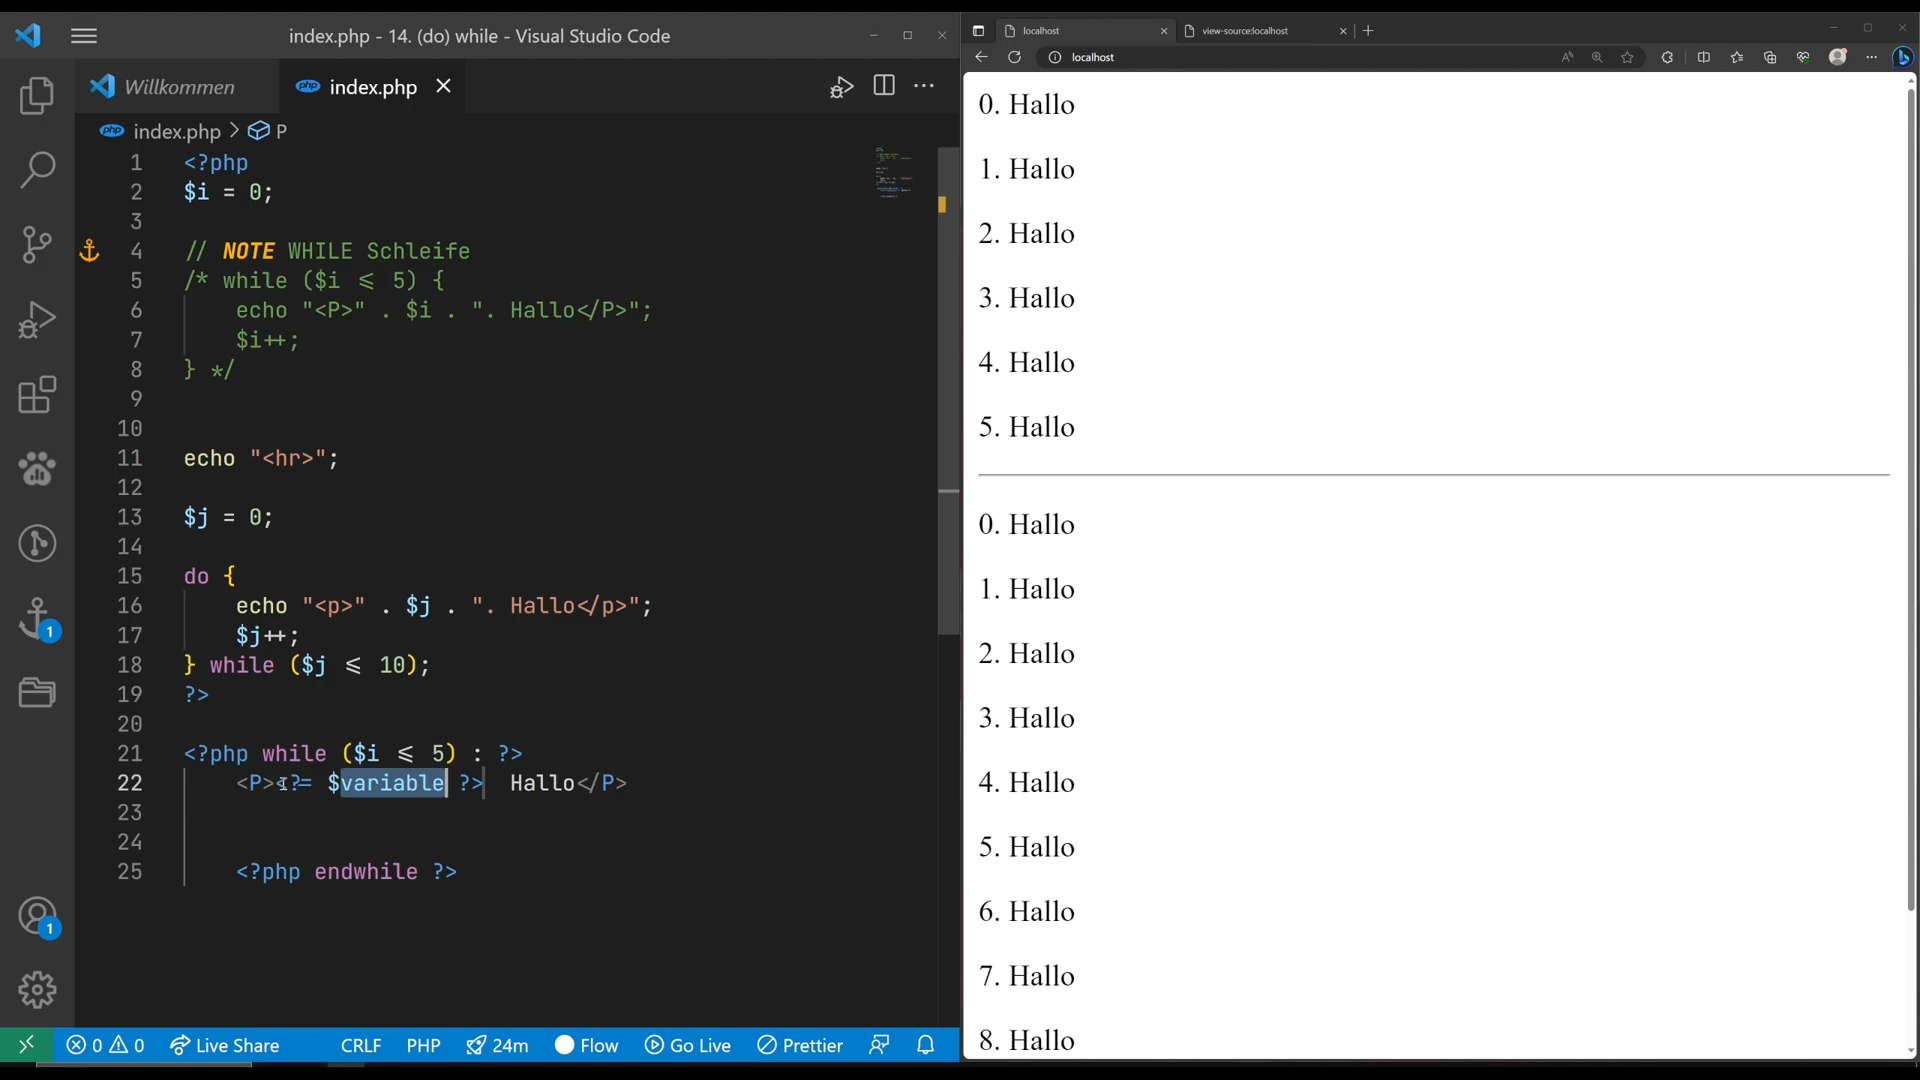 index.php - 14. (do) while - Visual Studio Code
Willkommen
index.php
index.php > P
1 <?php
2 $i = 0;
3
4 // NOTE WHILE Schleife
5 /* while ($i <= 5) {
6 echo "<P>" . $i . ". Hallo</P>";
7 $i++;
8 } */
9
10
11 echo "<hr>";
12
13 $j = 0;
14
15 do {
16 echo "<p>" . $j . ". Hallo</p>";
17 $j++;
18 } while ($j <= 10);
19 ?>
20
21 <?php while ($i <= 5) : ?>
22 <P><?= $variable ?> Hallo</P>
23
24
25 <?php endwhile ?>
1
1
0 0 Live Share CRLF PHP 24m Flow Go Live Prettier
localhost
view-source:localhost
localhost
0. Hallo
1. Hallo
2. Hallo
3. Hallo
4. Hallo
5. Hallo
0. Hallo
1. Hallo
2. Hallo
3. Hallo
4. Hallo
5. Hallo
6. Hallo
7. Hallo
8. Hallo